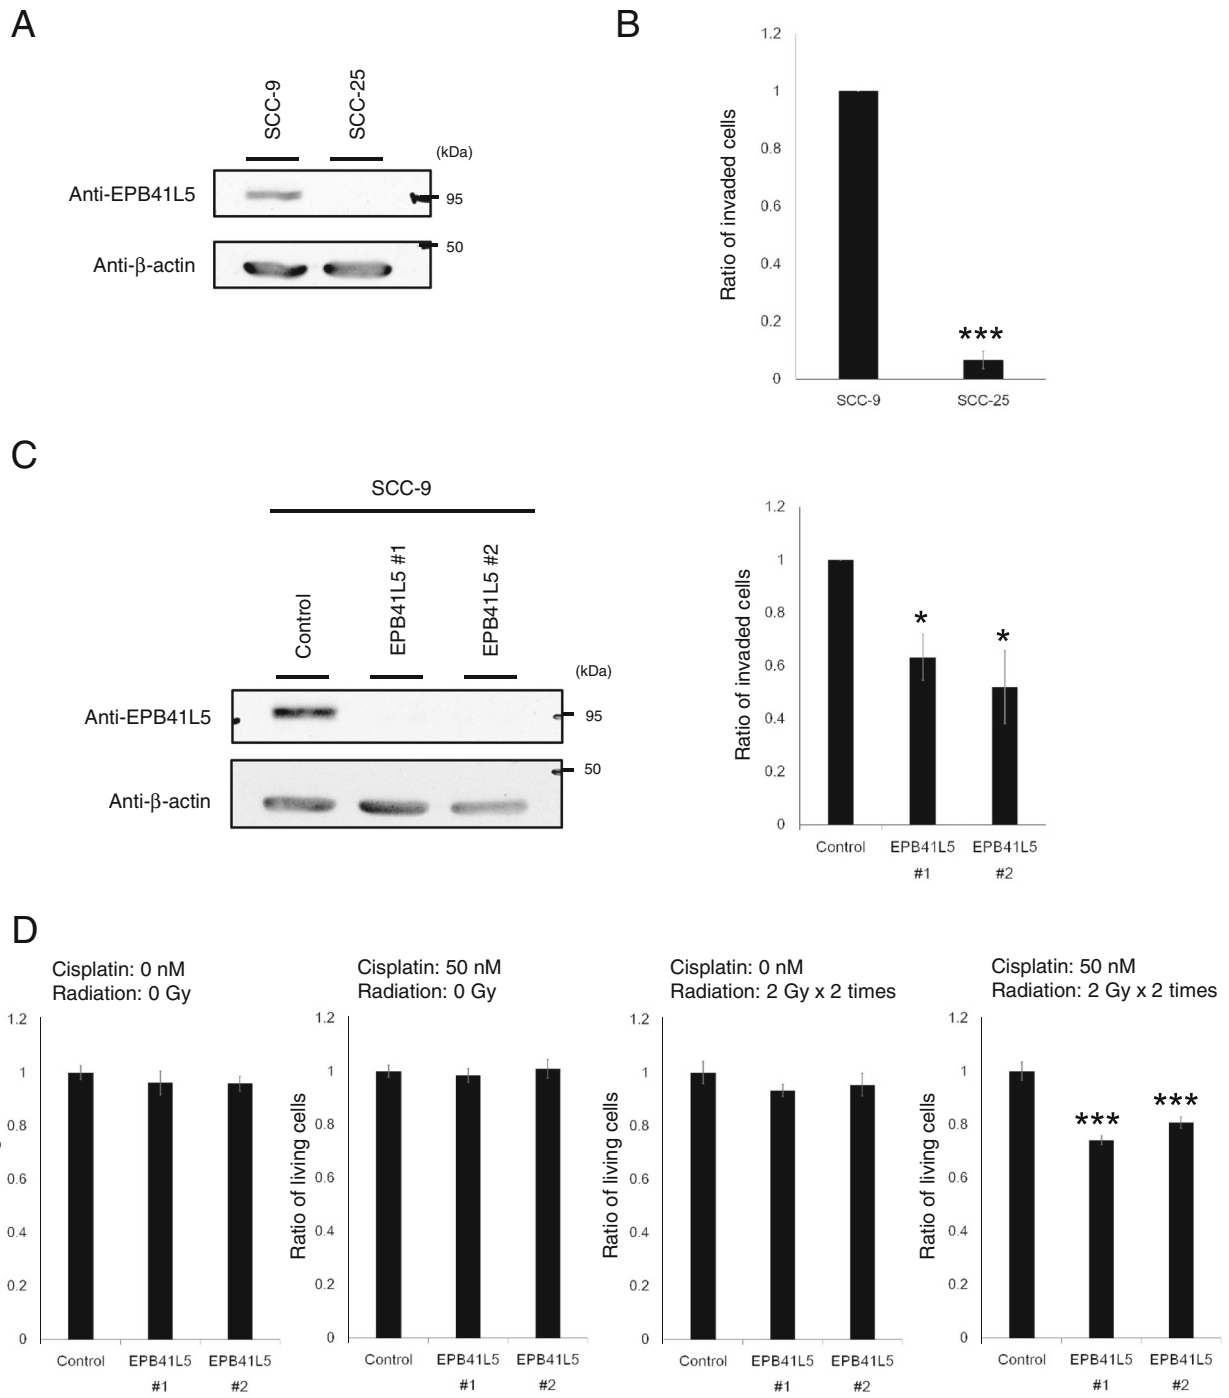 A
SCC-9
SCC-25
(kDa)
Anti-EPB41L5
95
50
Anti-β-actin
B
1.2
1
0.8
0.6
0.4
0.2
0
Ratio of invaded cells
***
SCC-9
SCC-25
C
SCC-9
Control
EPB41L5 #1
EPB41L5 #2
(kDa)
Anti-EPB41L5
95
50
Anti-β-actin
1.2
1
0.8
0.6
0.4
0.2
0
Ratio of invaded cells
*
*
Control
EPB41L5
#1
EPB41L5
#2
D
Cisplatin: 0 nM
Radiation: 0 Gy
1.2
1
0.8
0.6
0.4
0.2
0
Control
EPB41L5
#1
EPB41L5
#2
Cisplatin: 50 nM
Radiation: 0 Gy
1.2
1
0.8
0.6
0.4
0.2
0
Ratio of living cells
Control
EPB41L5
#1
EPB41L5
#2
Cisplatin: 0 nM
Radiation: 2 Gy x 2 times
1.2
1
0.8
0.6
0.4
0.2
0
Ratio of living cells
Control
EPB41L5
#1
EPB41L5
#2
Cisplatin: 50 nM
Radiation: 2 Gy x 2 times
1.2
1
0.8
0.6
0.4
0.2
0
Ratio of living cells
***
***
Control
EPB41L5
#1
EPB41L5
#2